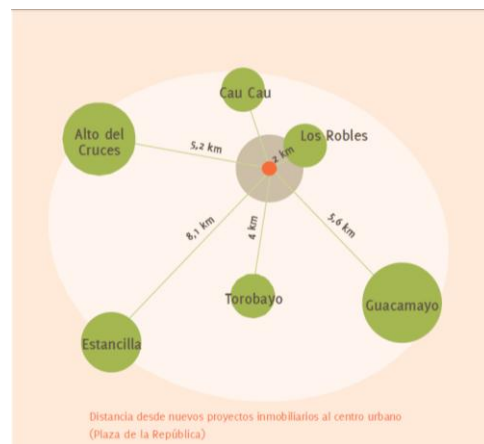 Cau Cau
Alto del
Cruces
Los Robles
5,2 km
2 km
8,1 km
4 km
5,6 km
Torobayo
Guacamayo
Estancilla
Distancia desde nuevos proyectos inmobiliarios al centro urbano
(Plaza de la República)